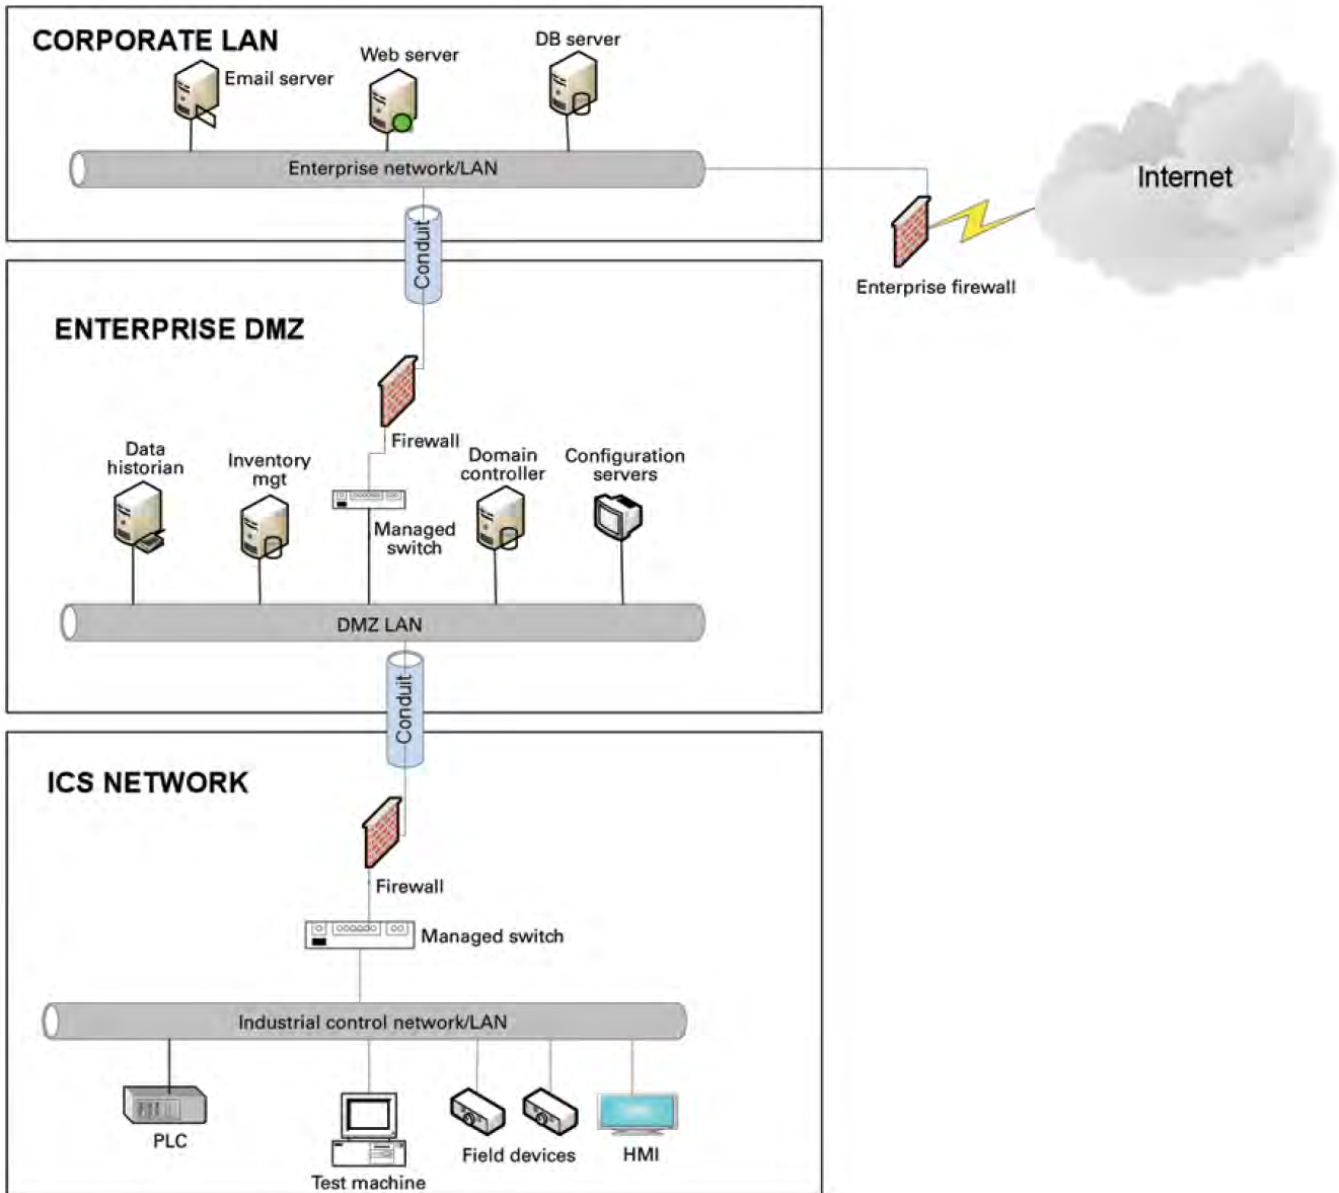 CORPORATE LAN
Email server
Web server
DB server
Enterprise network/LAN
Internet
Enterprise firewall
Conduit
ENTERPRISE DMZ
Firewall
Data
historian
Inventory
mgt
Managed
switch
Domain
controller
Configuration
servers
DMZ LAN
Conduit
ICS NETWORK
Firewall
Managed switch
Industrial control network/LAN
PLC
Test machine
Field devices
HMI